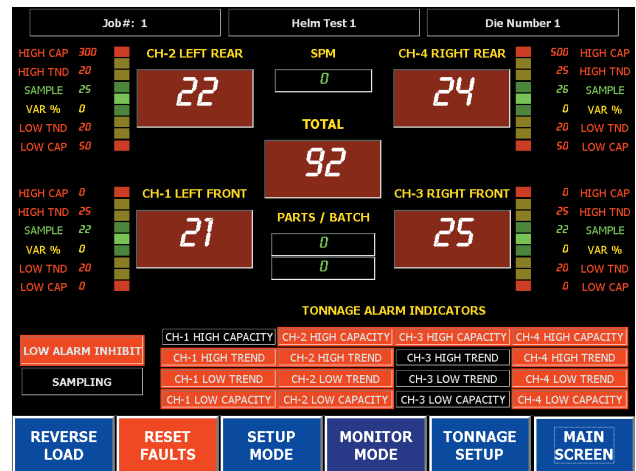 Job#: 1 Helm Test 1 Die Number 1
HIGH CAP 300 CH-2 LEFT REAR SPM CH-4 RIGHT REAR 500 HIGH CAP
HIGH TND 20 25 HIGH TND
SAMPLE 25 22 0 24 26 SAMPLE
VAR % 0 0 VAR %
LOW TND 20 TOTAL 20 LOW TND
LOW CAP 50 50 LOW CAP
92
HIGH CAP 0 CH-1 LEFT FRONT CH-3 RIGHT FRONT 0 HIGH CAP
HIGH TND 25 PARTS / BATCH 25 HIGH TND
SAMPLE 22 21 25 22 SAMPLE
VAR % 0 0 0 VAR %
LOW TND 20 0 20 LOW TND
LOW CAP 0 0 LOW CAP
TONNAGE ALARM INDICATORS
CH-1 HIGH CAPACITY CH-2 HIGH CAPACITY CH-3 HIGH CAPACITY CH-4 HIGH CAPACITY
LOW ALARM INHIBIT CH-1 HIGH TREND CH-2 HIGH TREND CH-3 HIGH TREND CH-4 HIGH TREND
SAMPLING CH-1 LOW TREND CH-2 LOW TREND CH-3 LOW TREND CH-4 LOW TREND
CH-1 LOW CAPACITY CH-2 LOW CAPACITY CH-3 LOW CAPACITY CH-4 LOW CAPACITY
REVERSE RESET SETUP MONITOR TONNAGE MAIN
LOAD FAULTS MODE MODE SETUP SCREEN